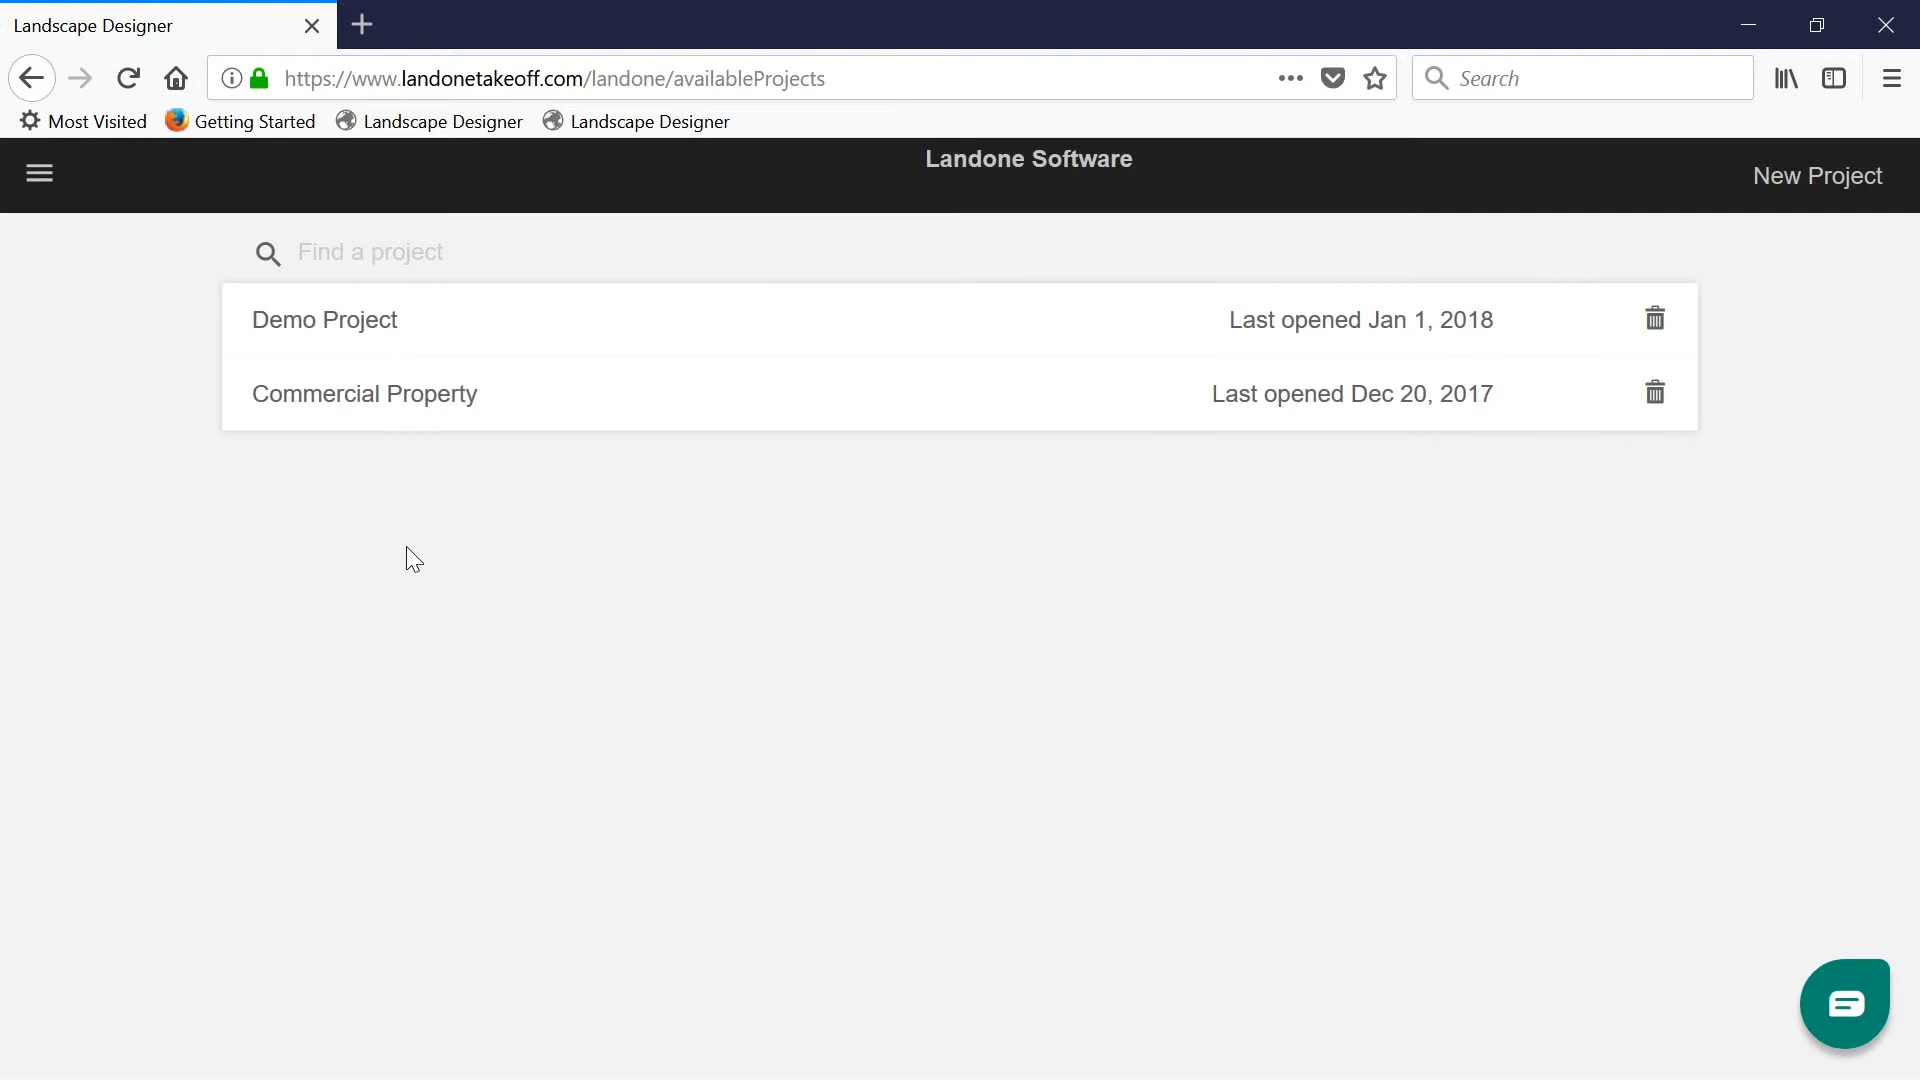 Landscape Designer
https://www.landonetakeoff.com/landone/availableProjects
Search
Most Visited Getting Started Landscape Designer Landscape Designer
Landone Software
New Project
Find a project
Demo Project Last opened Jan 1, 2018
Commercial Property Last opened Dec 20, 2017